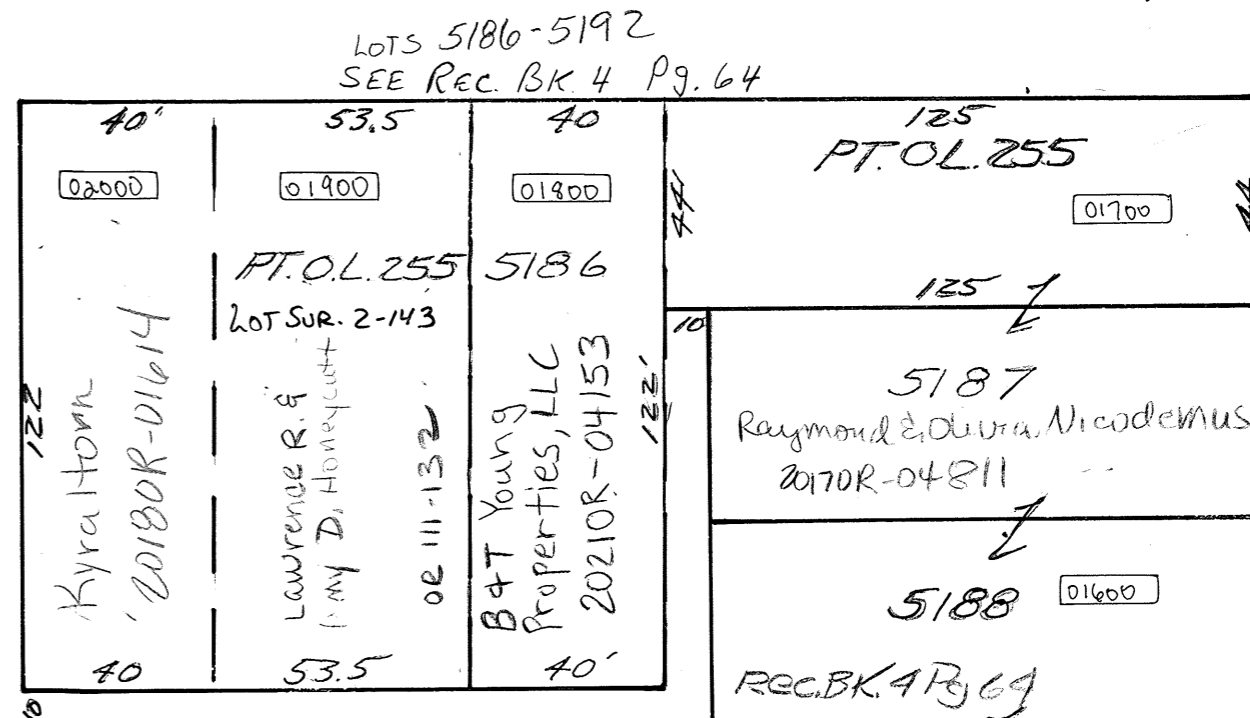 LOTS 5186-5192
SEE REC. BK. 4 Pg. 64
40'
53.5
40
125
PT. OL. 255
02000
01900
01800
44'
01700
44
PT. O.L. 255
5186
LOT SUR. 2-143
125
10
122
Kyra
20180R-01614
Lawrence R. &
D. Honeycutt
OR 111-132
B&T Young
Properties, LLC
20210R-04153
122'
5187
Raymond & Olivia Nicodemus
20170R-04811
5188
01600
40
53.5
40'
REC. BK. 4 Pg 64
10